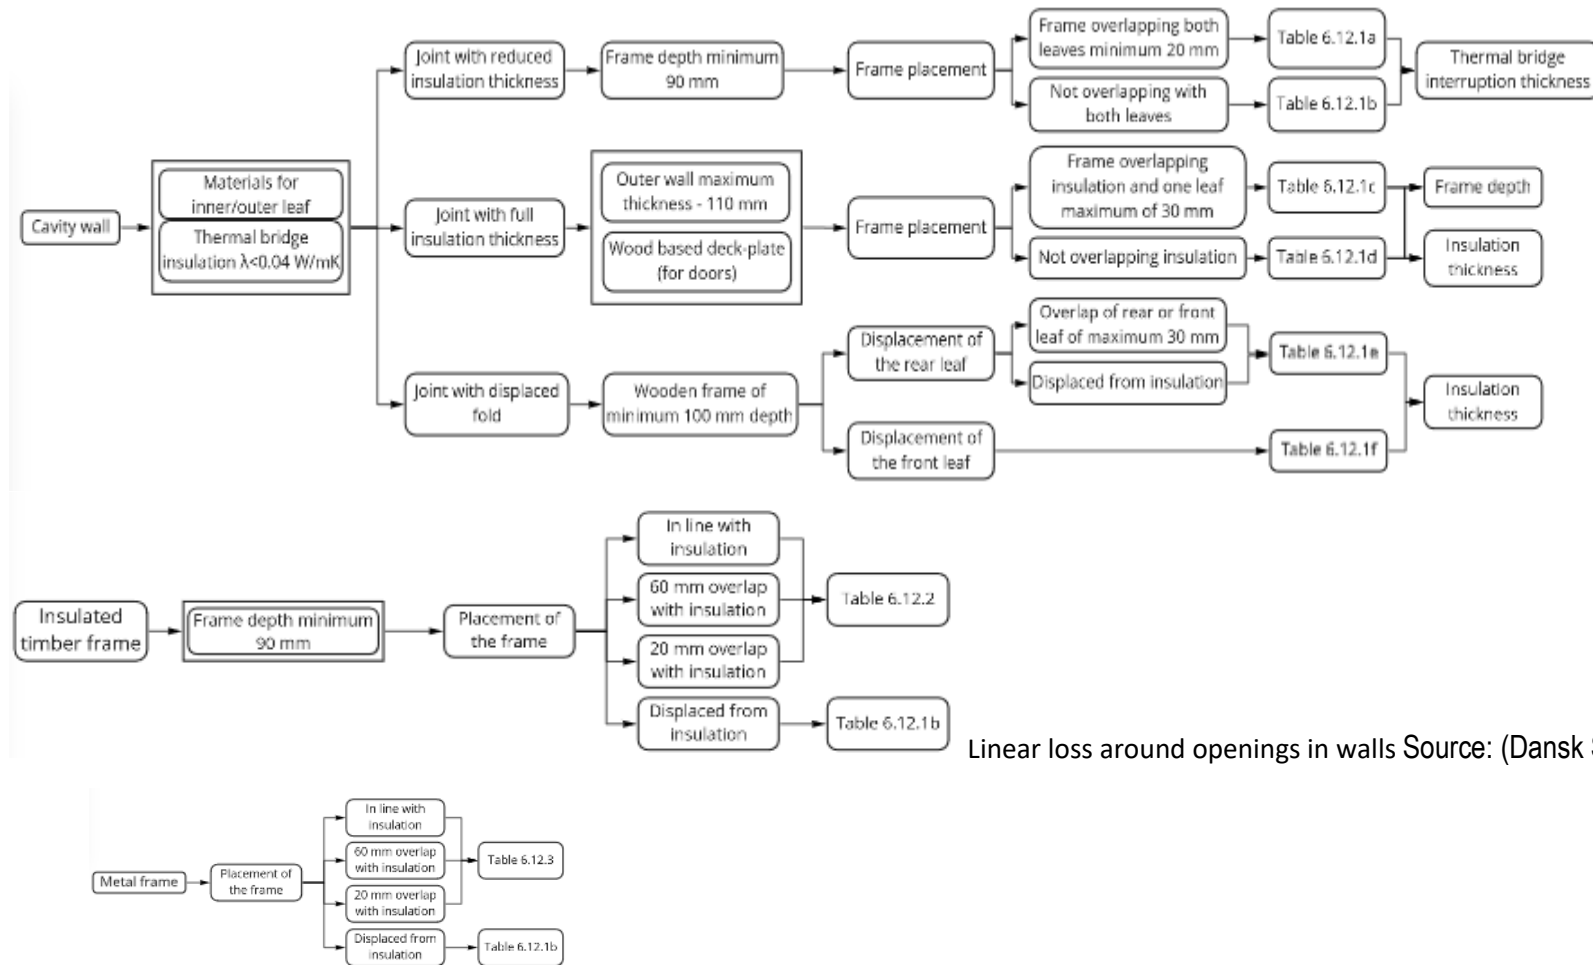 Cavity wall
Materials for
inner/outer leaf
Thermal bridge
insulation λ<0.04 W/mK
Joint with reduced
insulation thickness
Frame depth minimum
90 mm
Frame placement
Frame overlapping both
leaves minimum 20 mm
Table 6.12.1a
Not overlapping with
both leaves
Table 6.12.1b
Thermal bridge
interruption thickness
Joint with full
insulation thickness
Outer wall maximum
thickness - 110 mm
Wood based deck-plate
(for doors)
Frame placement
Frame overlapping
insulation and one leaf
maximum of 30 mm
Table 6.12.1c
Not overlapping insulation
Table 6.12.1d
Frame depth
Insulation
thickness
Joint with displaced
fold
Wooden frame of
minimum 100 mm depth
Displacement of
the rear leaf
Overlap of rear or front
leaf of maximum 30 mm
Displaced from insulation
Table 6.12.1e
Displacement of
the front leaf
Table 6.12.1f
Insulation
thickness
Insulated
timber frame
Frame depth minimum
90 mm
Placement of
the frame
In line with
insulation
60 mm overlap
with insulation
20 mm overlap
with insulation
Table 6.12.2
Displaced from
insulation
Table 6.12.1b
Linear loss around openings in walls Source: (Dansk
Metal frame
Placement of
the frame
In line with
insulation
60 mm overlap
with insulation
20 mm overlap
with insulation
Table 6.12.3
Displaced from
insulation
Table 6.12.1b